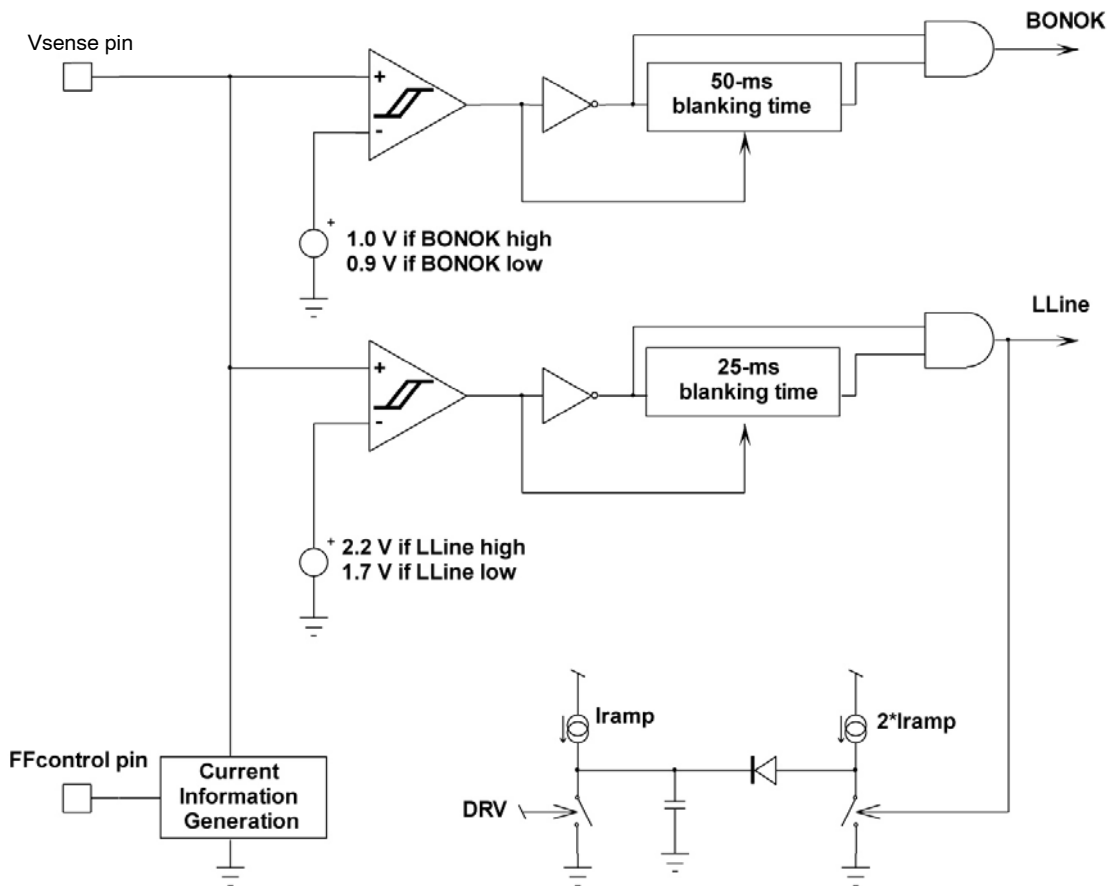 BONOK
Vsense pin
+
50-ms
blanking time
-
+
1.0 V if BONOK high
0.9 V if BONOK low
LLine
+
25-ms
blanking time
-
+
2.2 V if LLine high
1.7 V if LLine low
Iramp
2*Iramp
FFcontrol pin
Current
Information
Generation
DRV